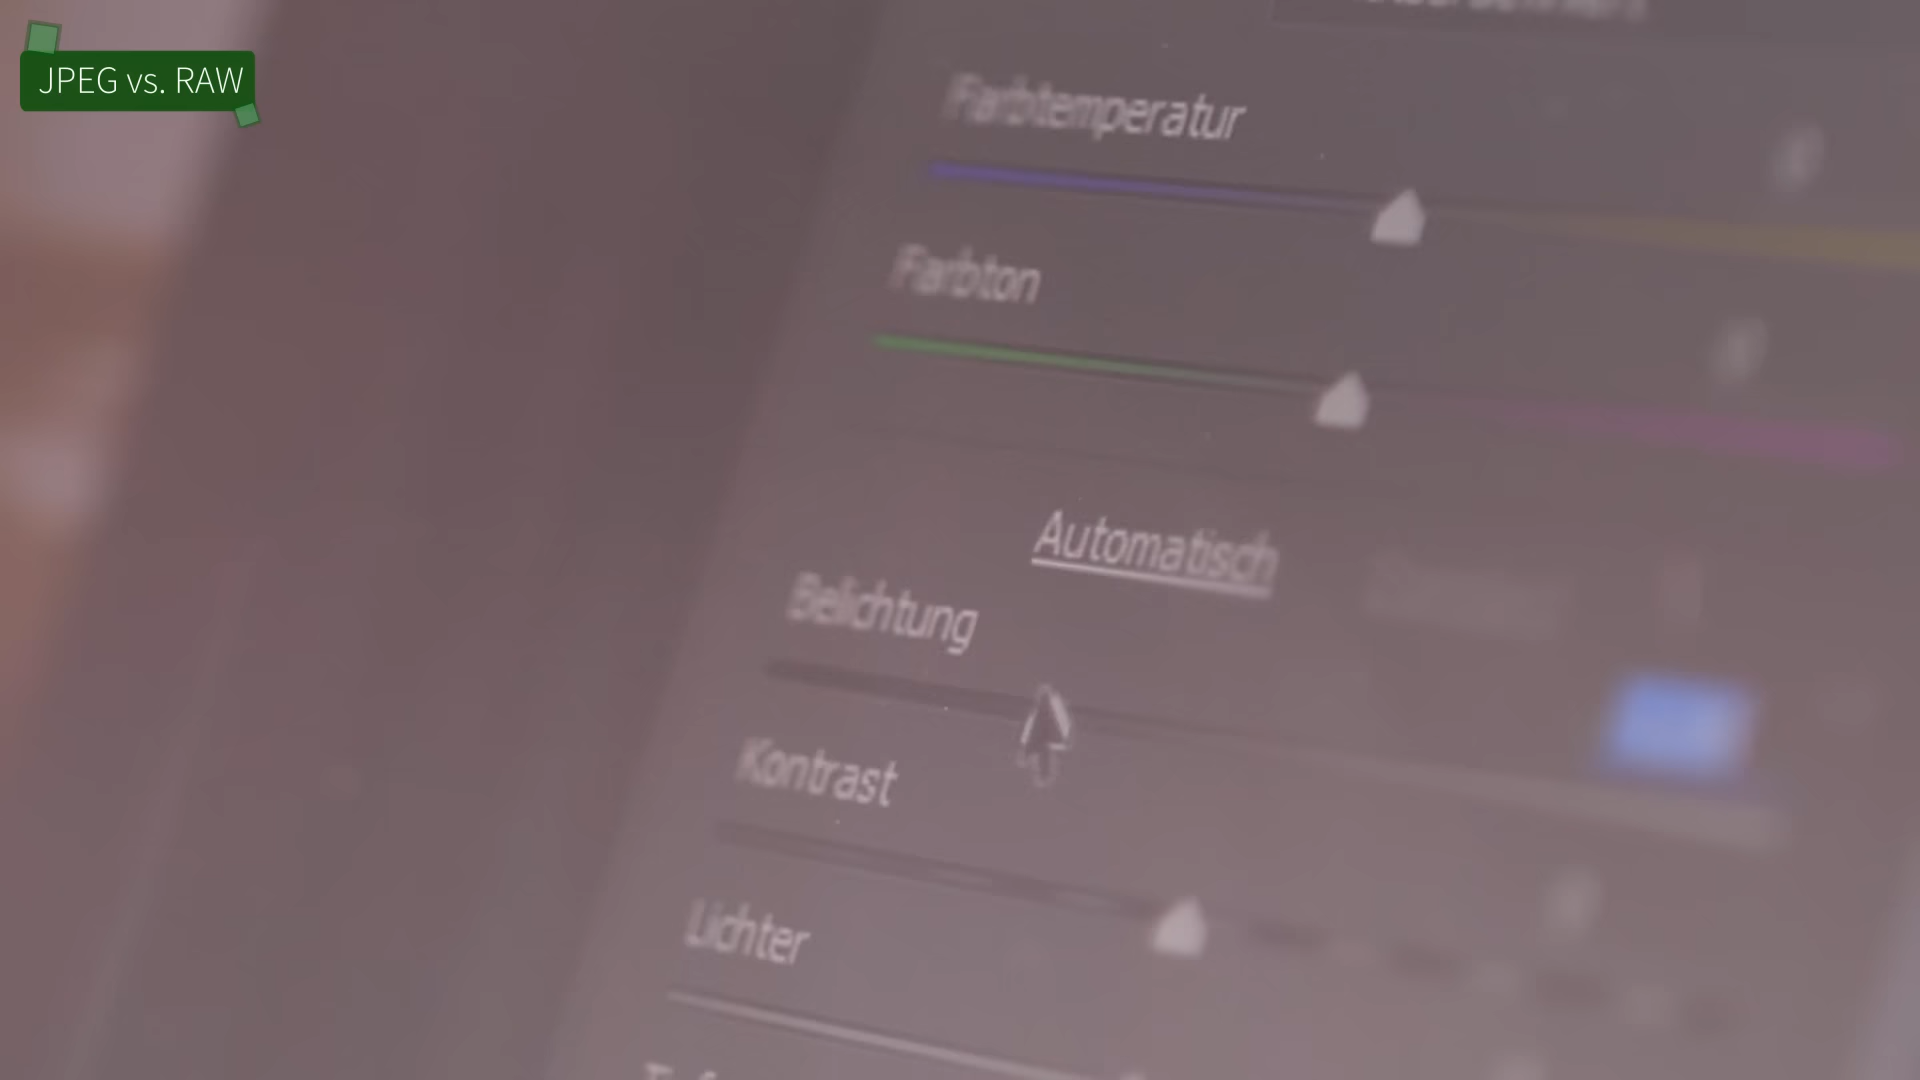 JPEG vs. RAW
Farbtemperatur
Farbton
Automatisch
Belichtung
Kontrast
Lichter